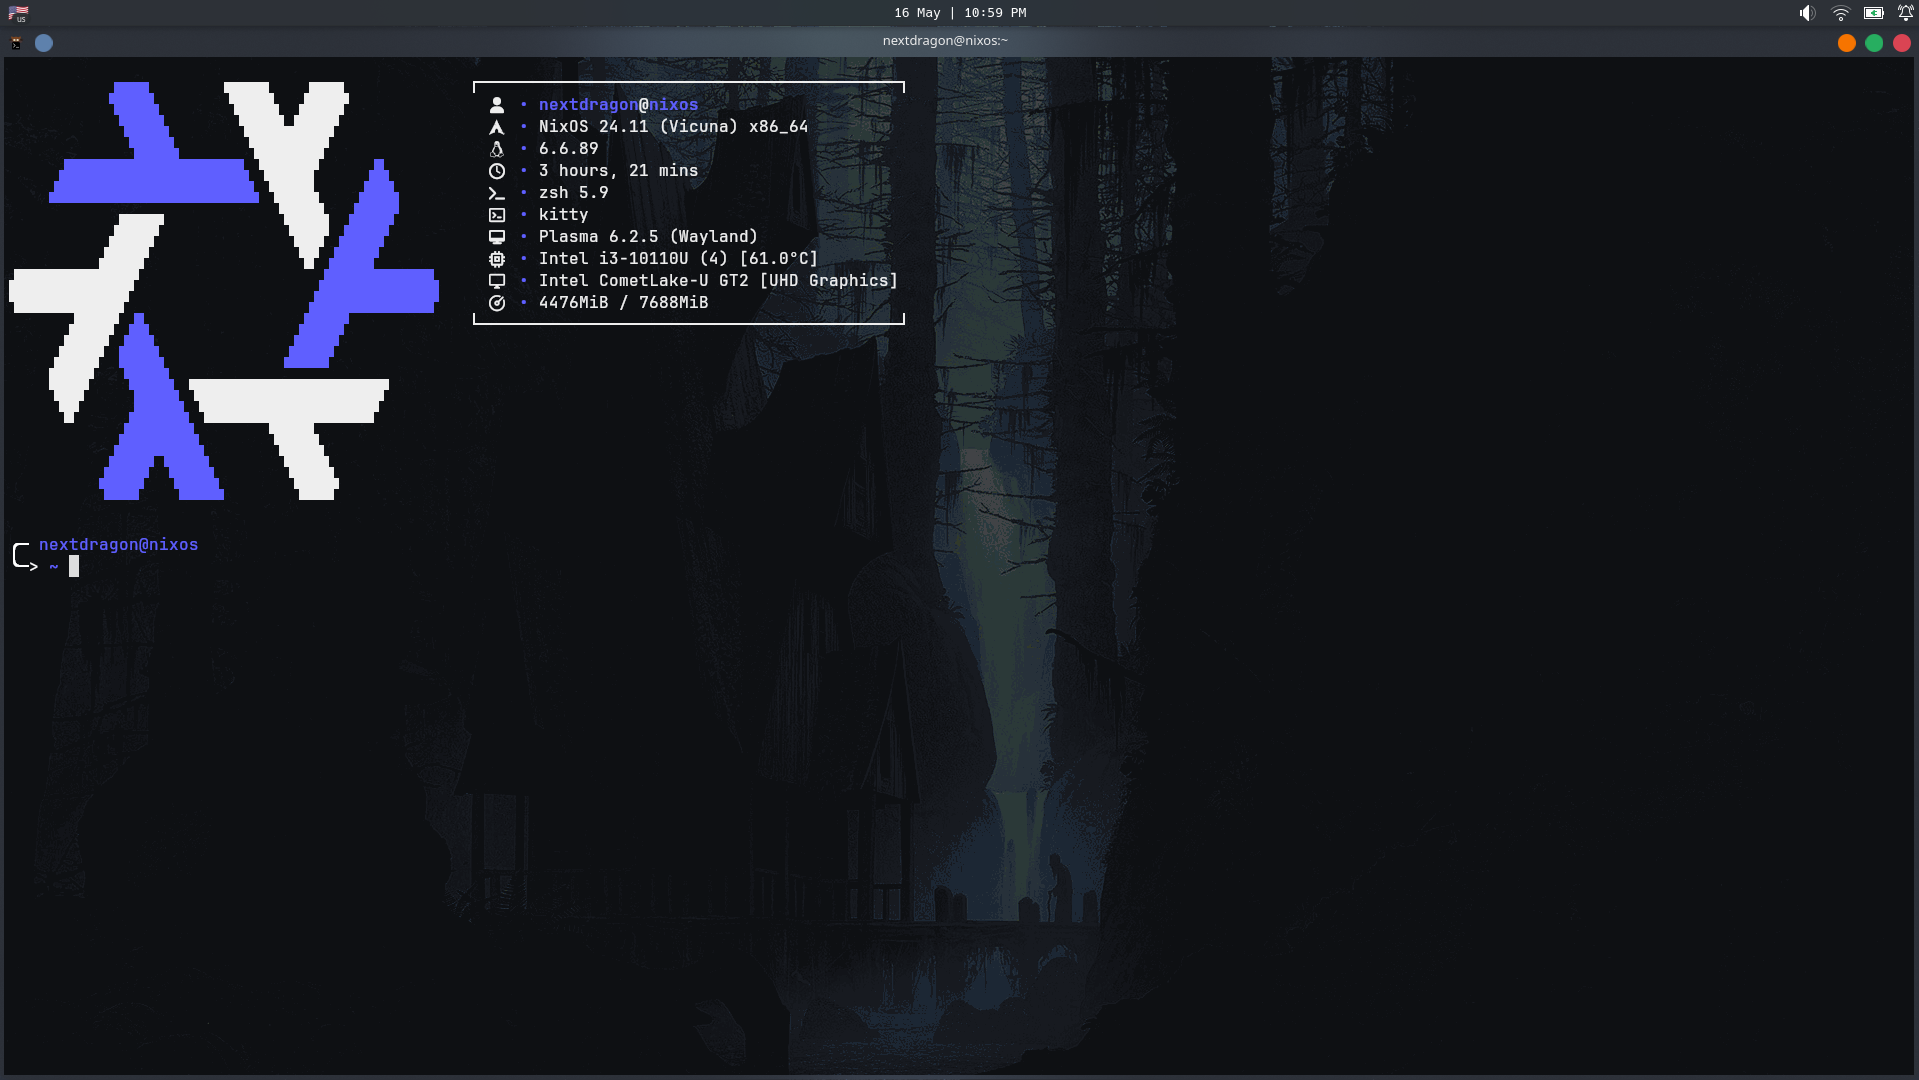 us
16 May | 10:59 PM
nextdragon@nixos:~
• nextdragon@nixos
• NixOS 24.11 (Vicuna) x86_64
• 6.6.89
• 3 hours, 21 mins
• zsh 5.9
• kitty
• Plasma 6.2.5 (Wayland)
• Intel i3-10110U (4) [61.0°C]
• Intel CometLake-U GT2 [UHD Graphics]
• 4476MiB / 7688MiB
nextdragon@nixos
> ~